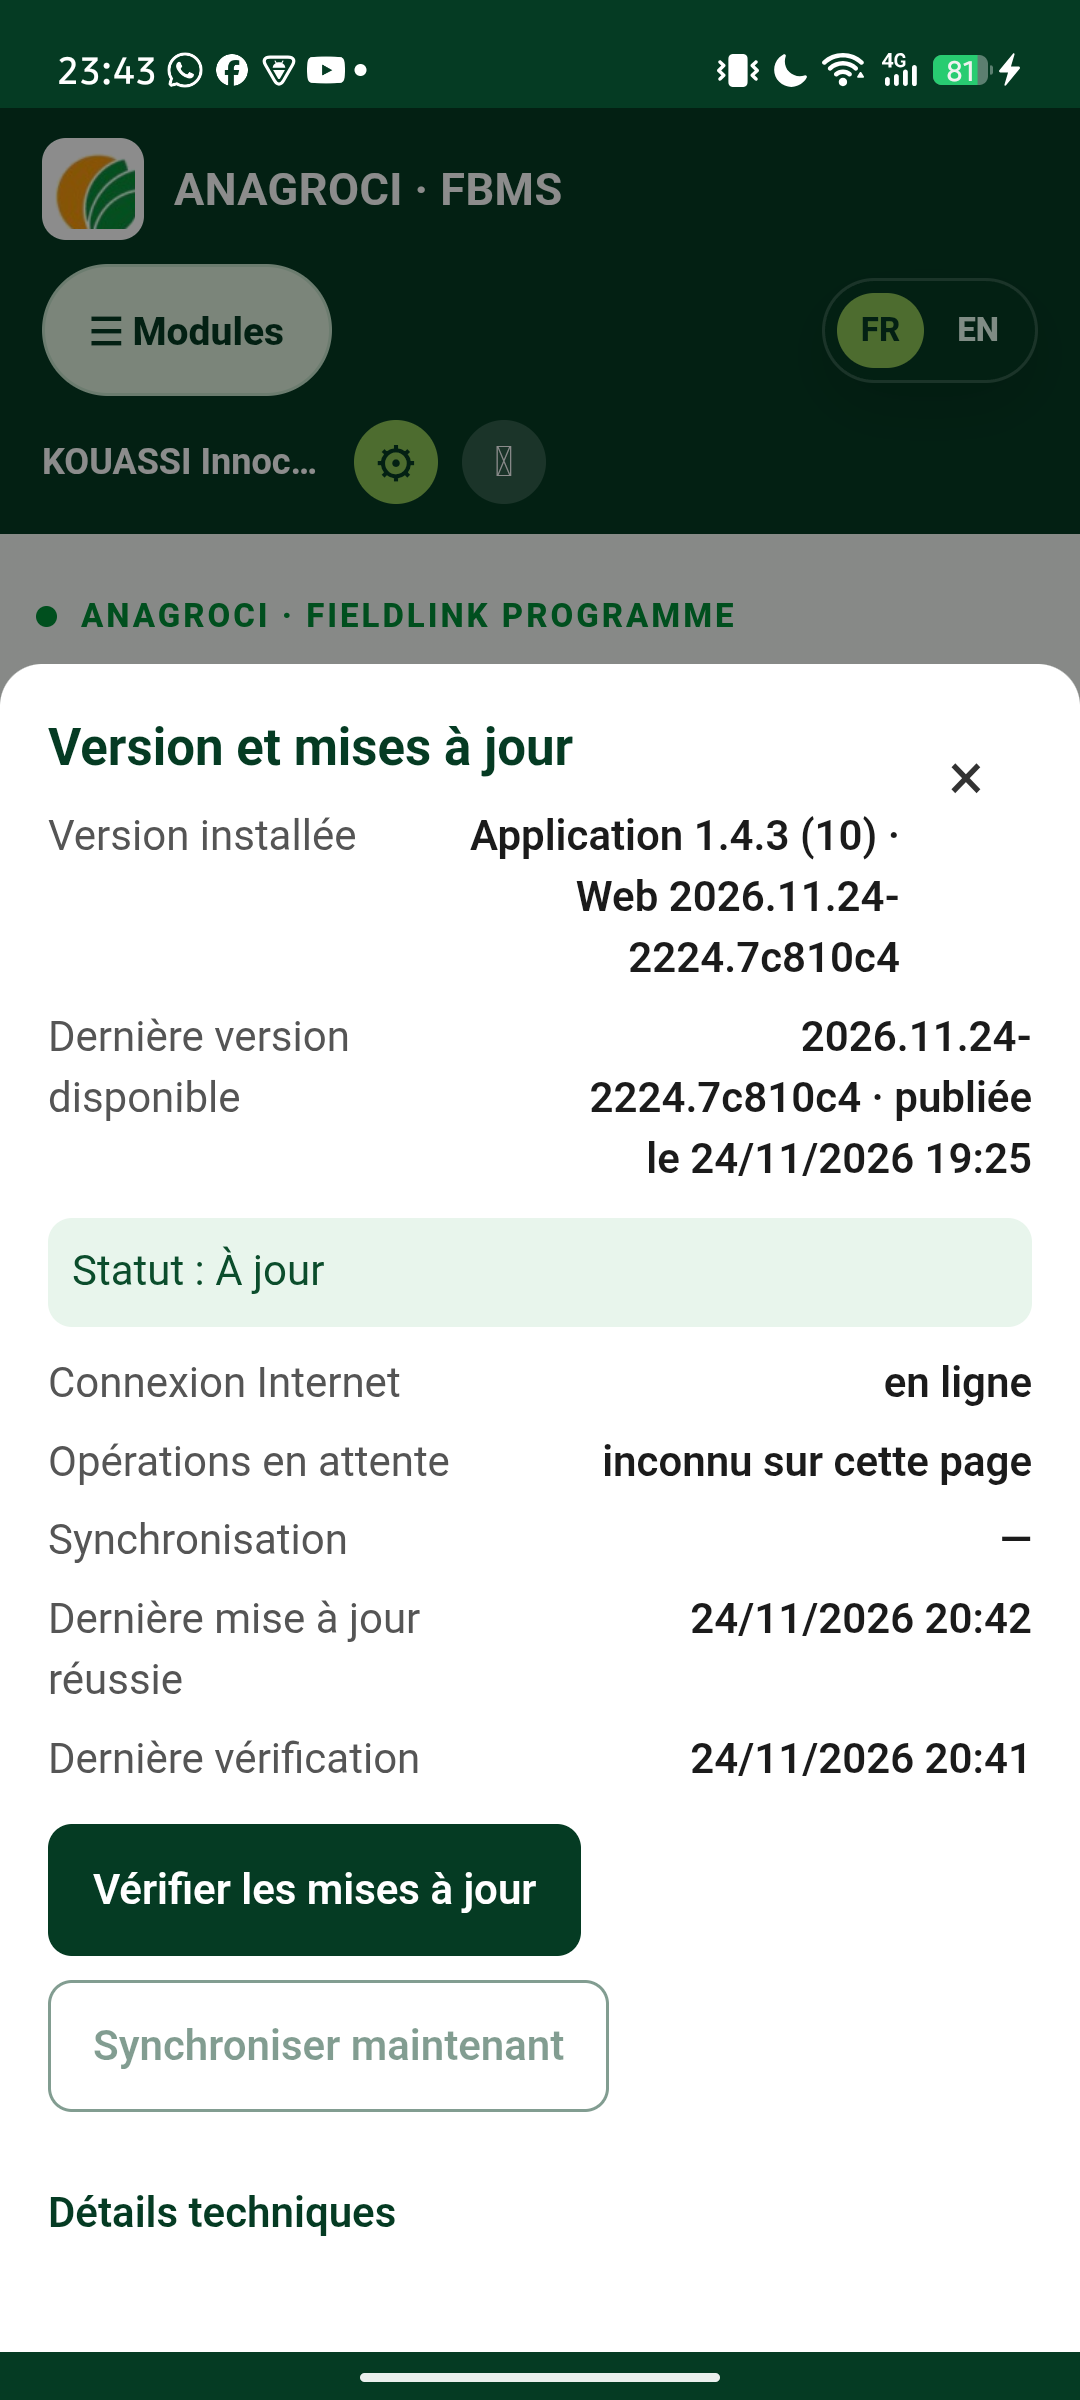 23:43
4G
81
ANAGROCI · FBMS
☰ Modules
FR EN
KOUASSI Innoc...
ANAGROCI · FIELDLINK PROGRAMME
Version et mises à jour
×
Version installée
Application 1.4.3 (10) ·
Web 2026.11.24-
2224.7c810c4
Dernière version
disponible
2026.11.24-
2224.7c810c4 · publiée
le 24/11/2026 19:25
Statut : À jour
Connexion Internet en ligne
Opérations en attente inconnu sur cette page
Synchronisation —
Dernière mise à jour
réussie
24/11/2026 20:42
Dernière vérification 24/11/2026 20:41
Vérifier les mises à jour
Synchroniser maintenant
Détails techniques